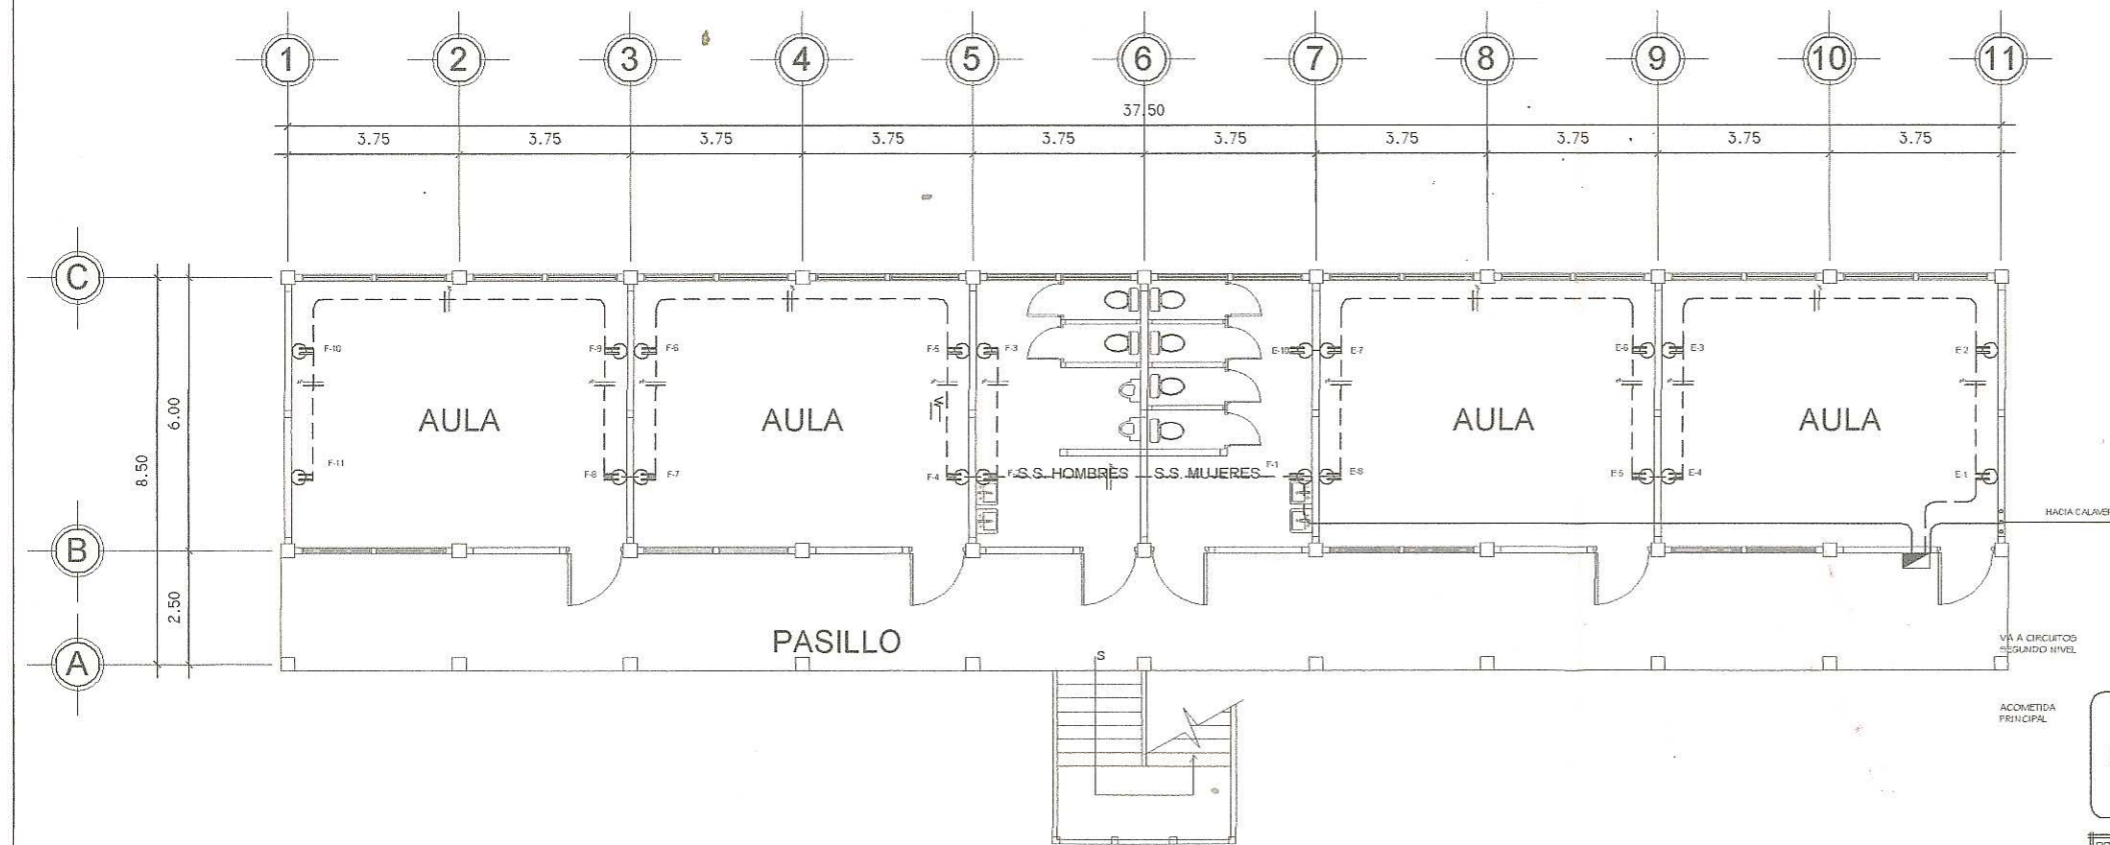 1 2 3 4 5 6 7 8 9 10 11
37.50
3.75 3.75 3.75 3.75 3.75 3.75 3.75 3.75 3.75 3.75
C
F-10 F-9 F-6 F-5 F-3 E-10 E-7 E-6 E-3 E-2
6.00
8.50
AULA AULA AULA AULA
F-11 F-8 F-7 F-4 S.S. HOMBRES S.S. MUJERES F-1 E-8 E-5 E-4 E-1
HACIA CALAVER
B
2.50
PASILLO
A
S
VA A CIRCUITOS
SEGUNDO NIVEL
ACOMETIDA
PRINCIPAL